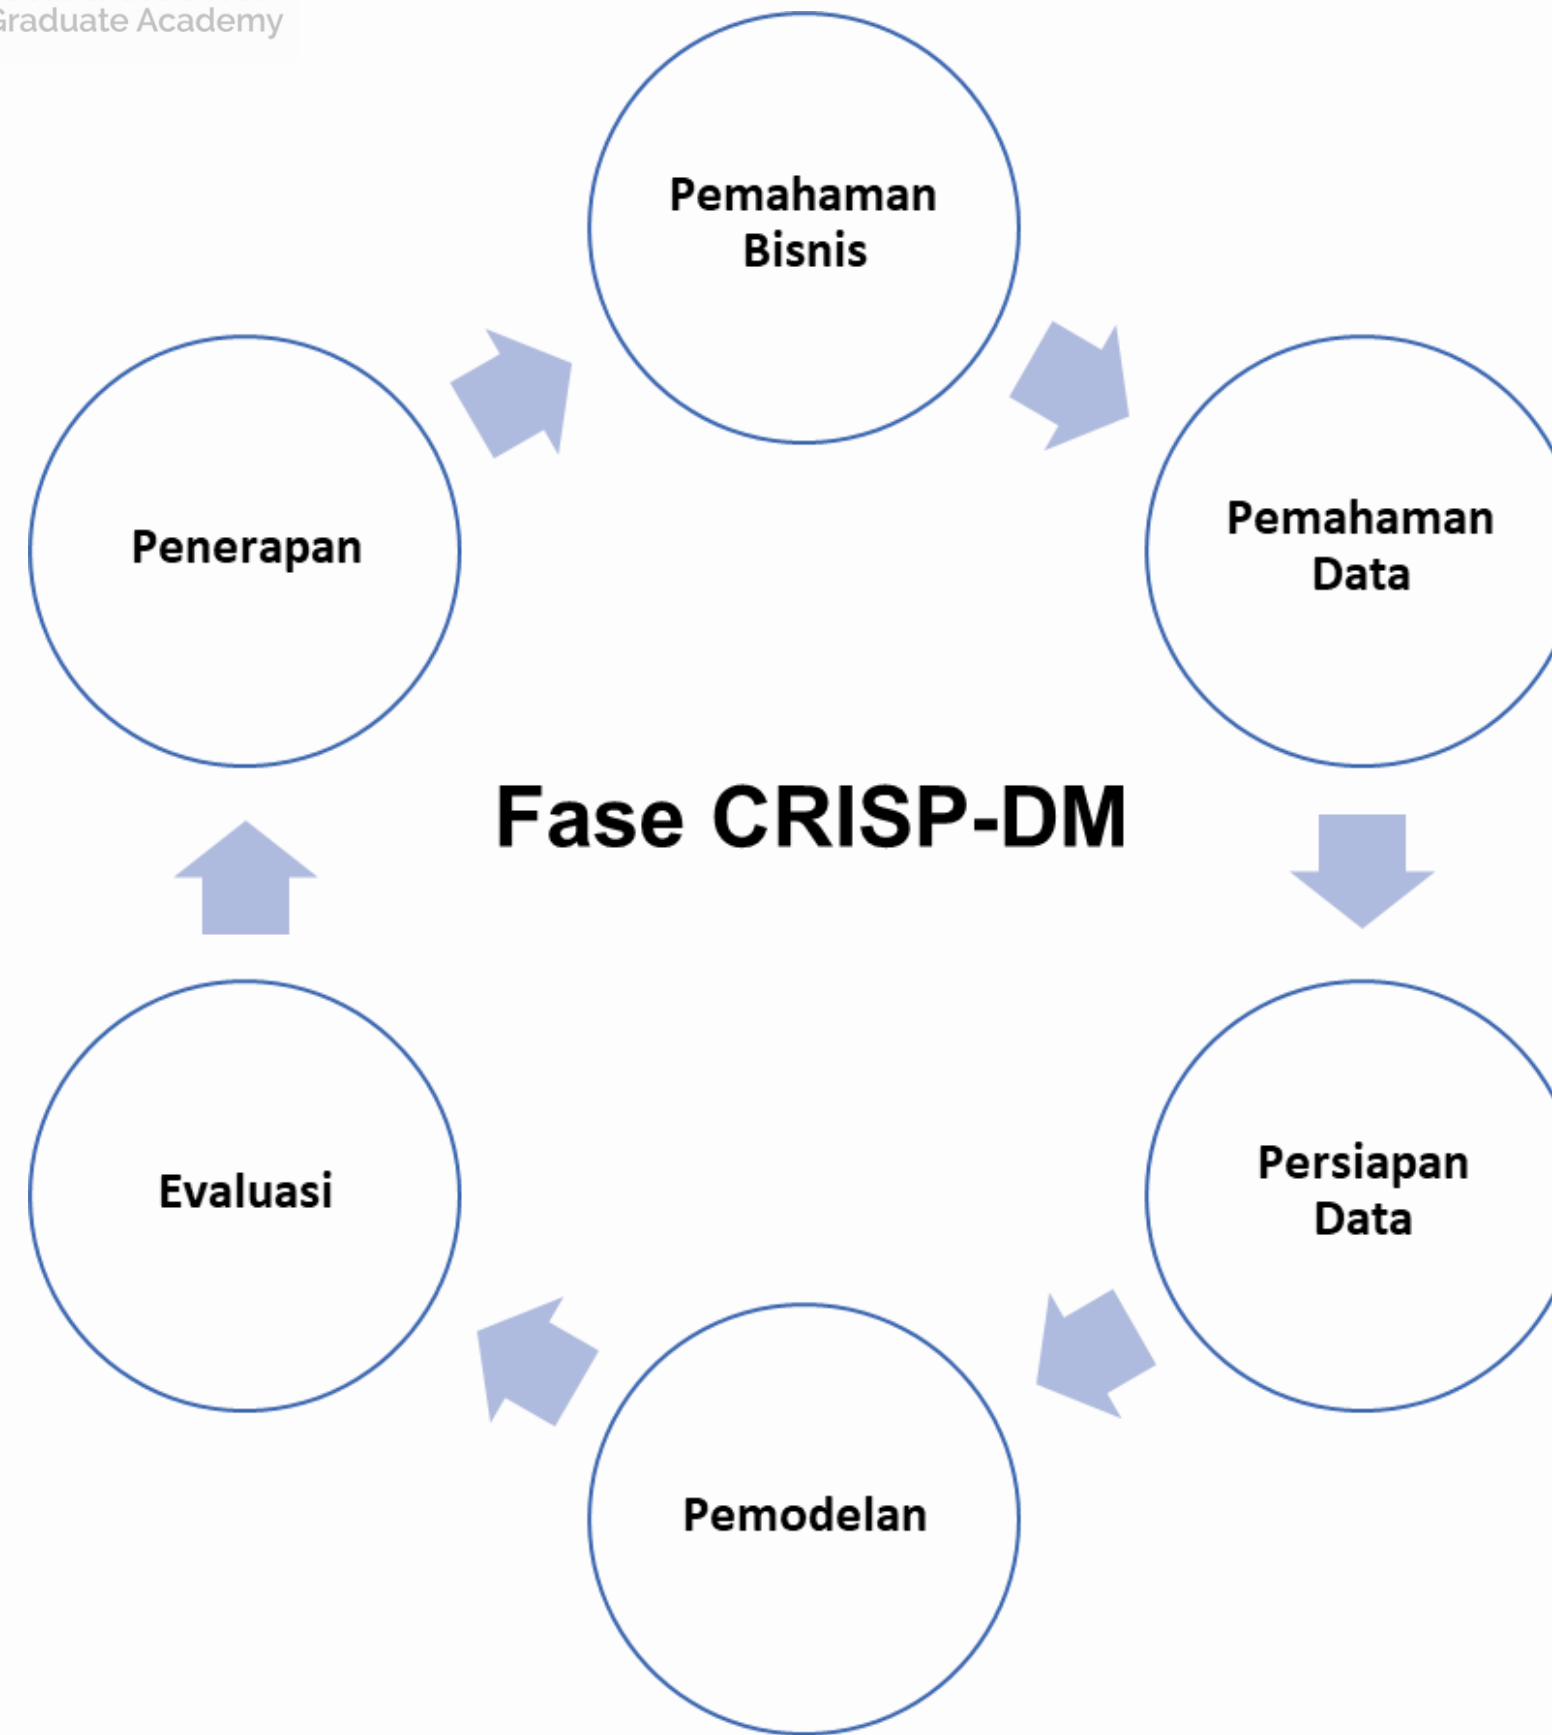 Graduate Academy
Pemahaman
Bisnis
Pemahaman
Data
Penerapan
Fase CRISP-DM
Persiapan
Data
Evaluasi
Pemodelan